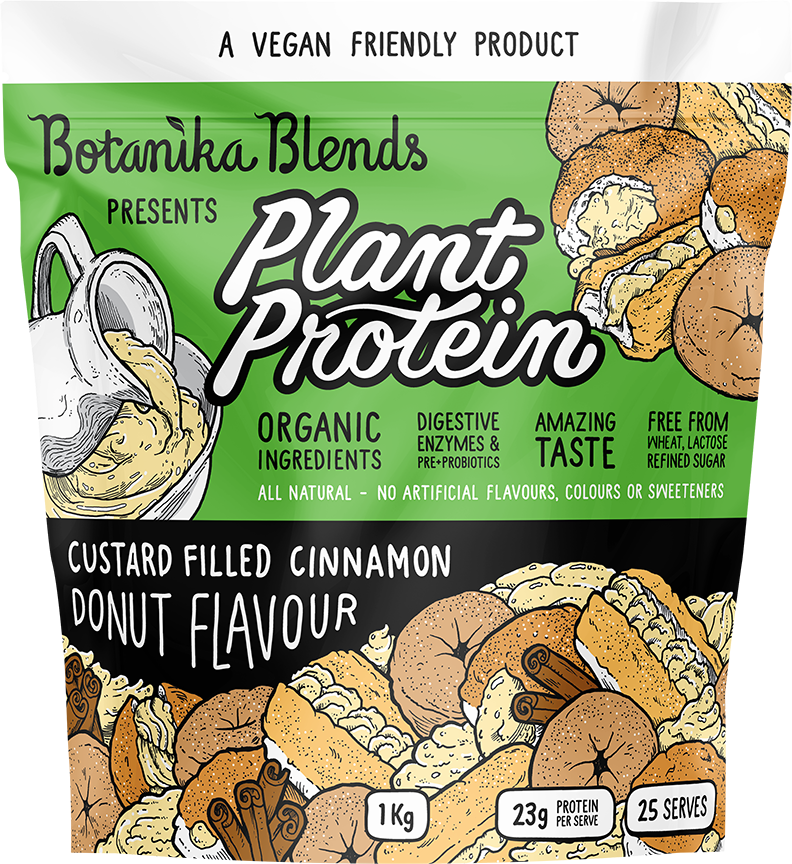 A VEGAN FRIENDLY PRODUCT
Botanika Blends
PRESENTS
Plant
Protein
ORGANIC
INGREDIENTS
DIGESTIVE
ENZYMES &
PRE+PROBIOTICS
AMAZING
TASTE
FREE FROM
WHEAT, LACTOSE
REFINED SUGAR
ALL NATURAL - NO ARTIFICIAL FLAVOURS, COLOURS OR SWEETENERS
CUSTARD FILLED CINNAMON
DONUT FLAVOUR
1Kg
23g PROTEIN
PER SERVE
25 SERVES